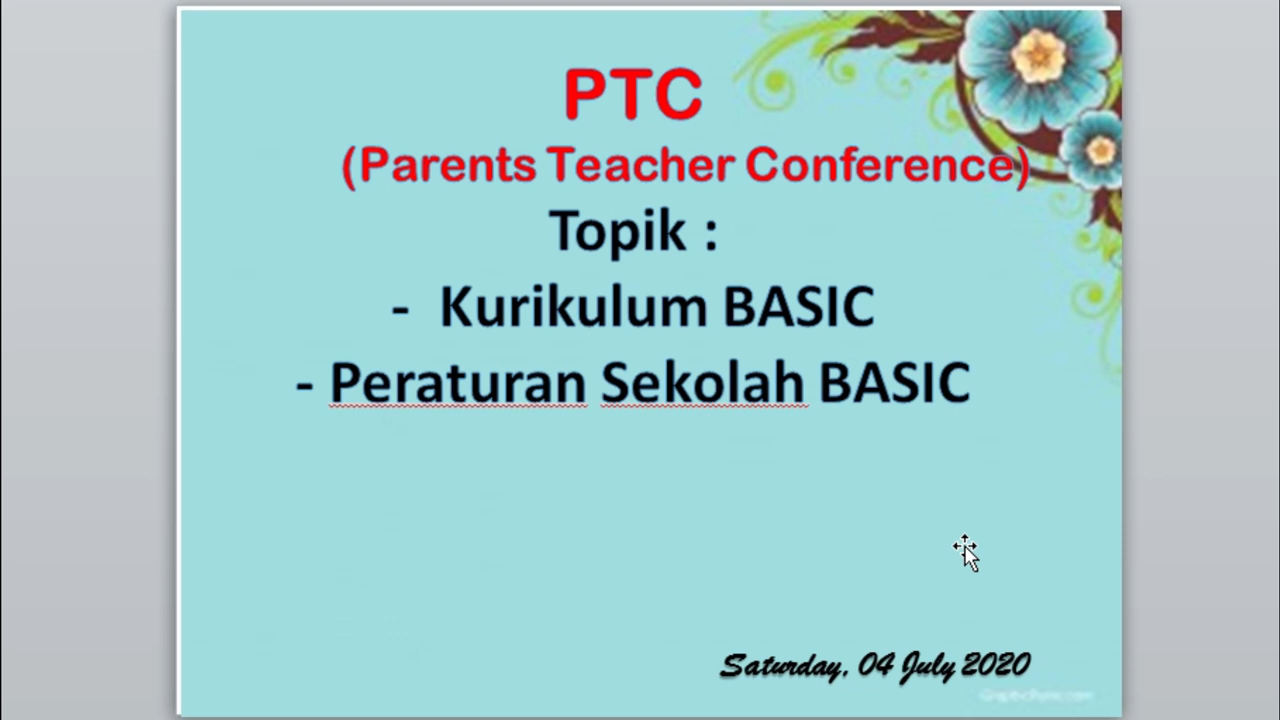 PTC
(Parents Teacher Conference)
Topik :
- Kurikulum BASIC
- Peraturan Sekolah BASIC
Saturday, 04 July 2020